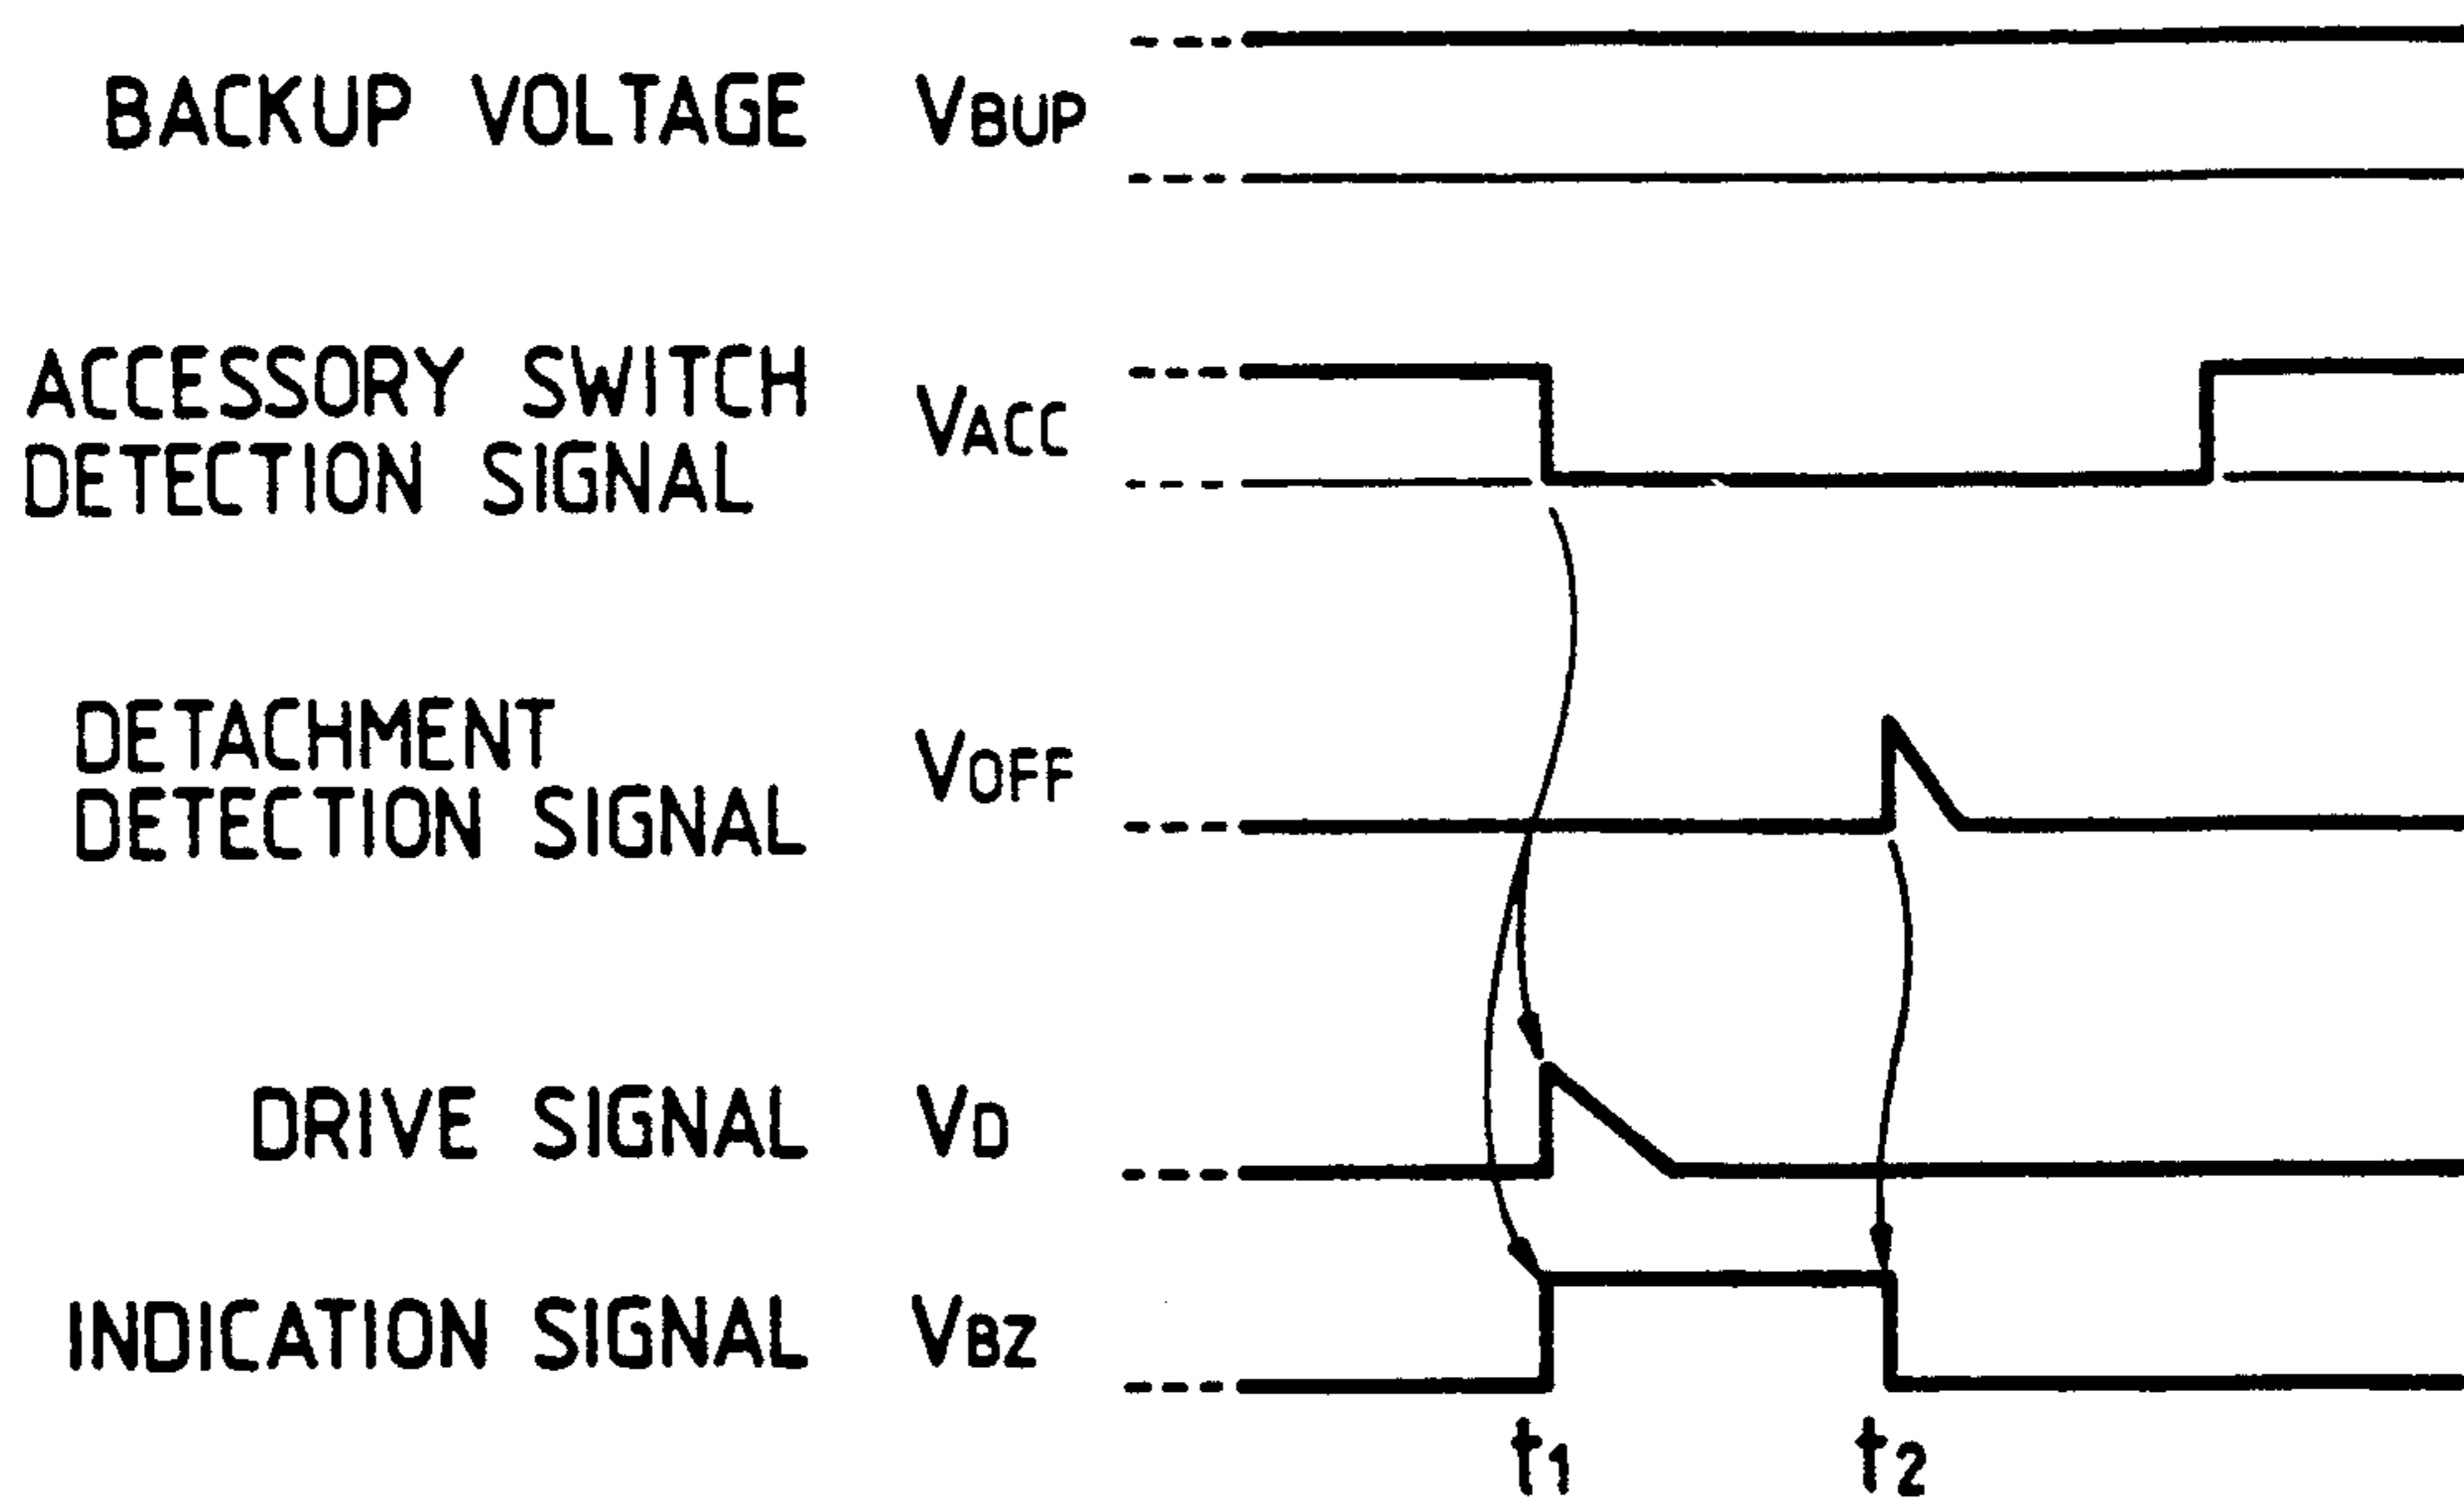 BACKUP VOLTAGE VBUP
ACCESSORY SWITCH
DETECTION SIGNAL VACC
DETACHMENT
DETECTION SIGNAL VOFF
DRIVE SIGNAL VD
INDICATION SIGNAL VBZ
t1 t2